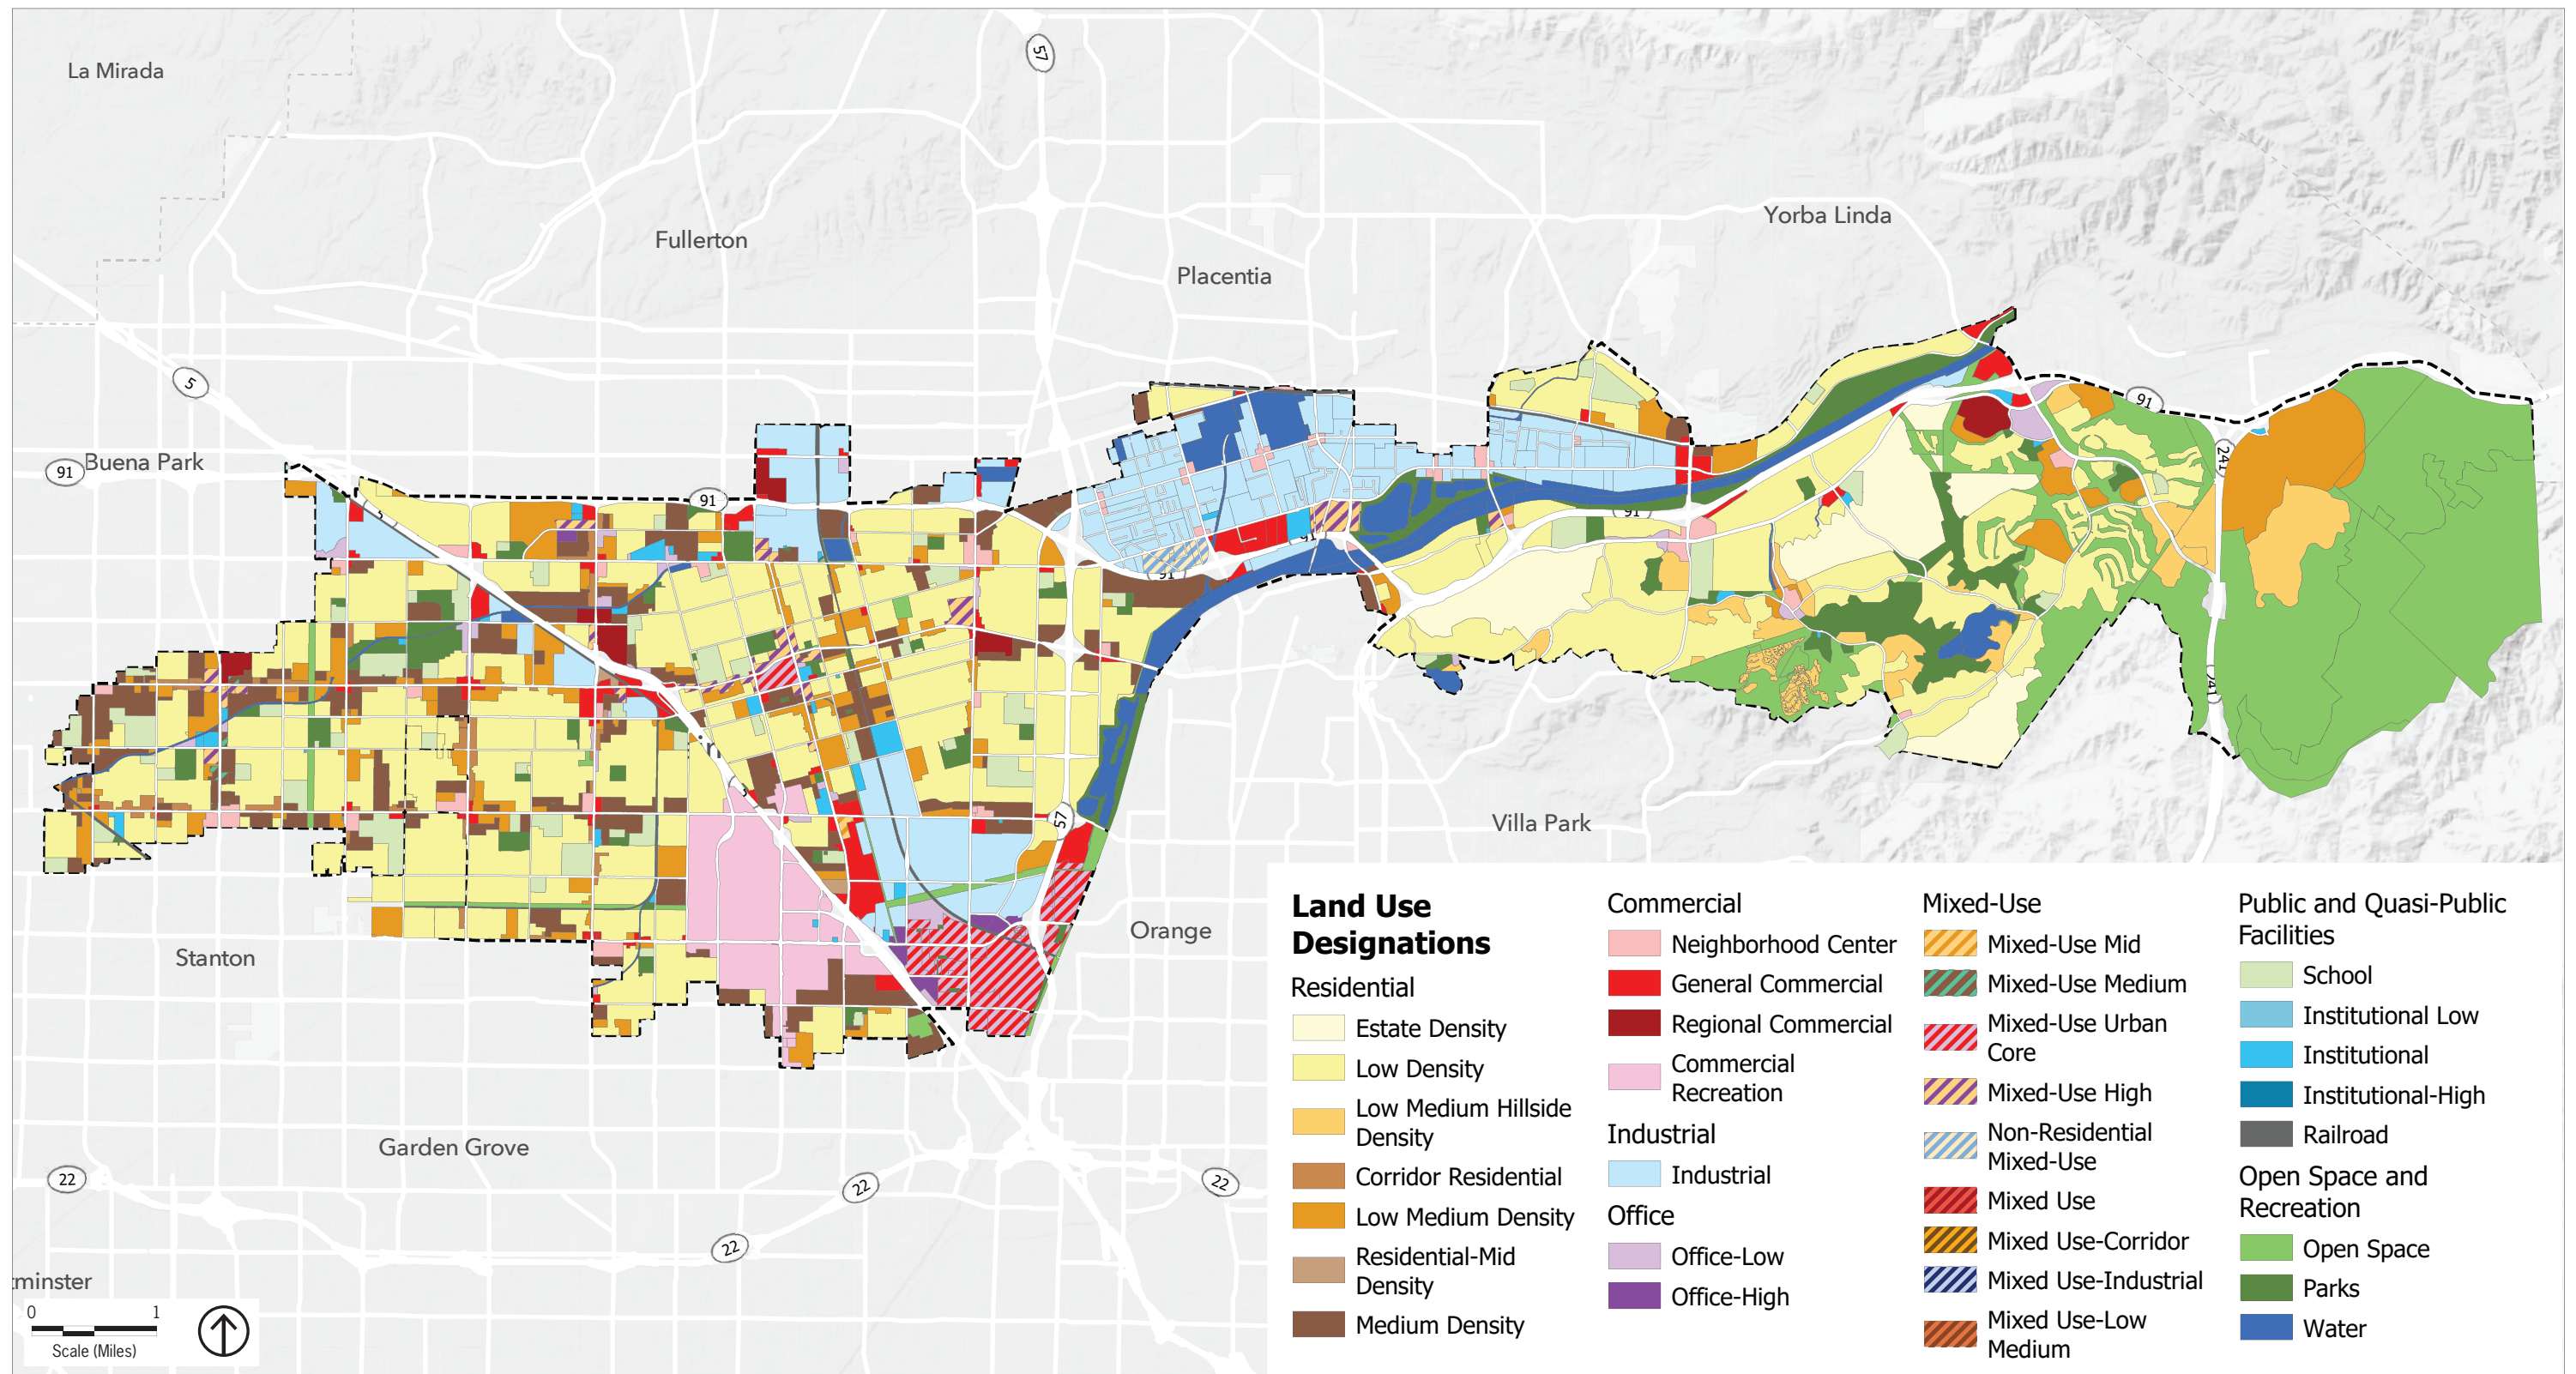 La Mirada
57
Yorba Linda
Fullerton
Placentia
5
91
Buena Park
91
91
241
91
5
91
91
241
57
5
Villa Park
Orange
Stanton
Garden Grove
22
22
22
22
tminster
0 1
Scale (Miles)
Land Use
Designations
Residential
Estate Density
Low Density
Low Medium Hillside
Density
Corridor Residential
Low Medium Density
Residential-Mid
Density
Medium Density
Commercial
Neighborhood Center
General Commercial
Regional Commercial
Commercial
Recreation
Industrial
Industrial
Office
Office-Low
Office-High
Mixed-Use
Mixed-Use Mid
Mixed-Use Medium
Mixed-Use Urban
Core
Mixed-Use High
Non-Residential
Mixed-Use
Mixed Use
Mixed Use-Corridor
Mixed Use-Industrial
Mixed Use-Low
Medium
Public and Quasi-Public
Facilities
School
Institutional Low
Institutional
Institutional-High
Railroad
Open Space and
Recreation
Open Space
Parks
Water